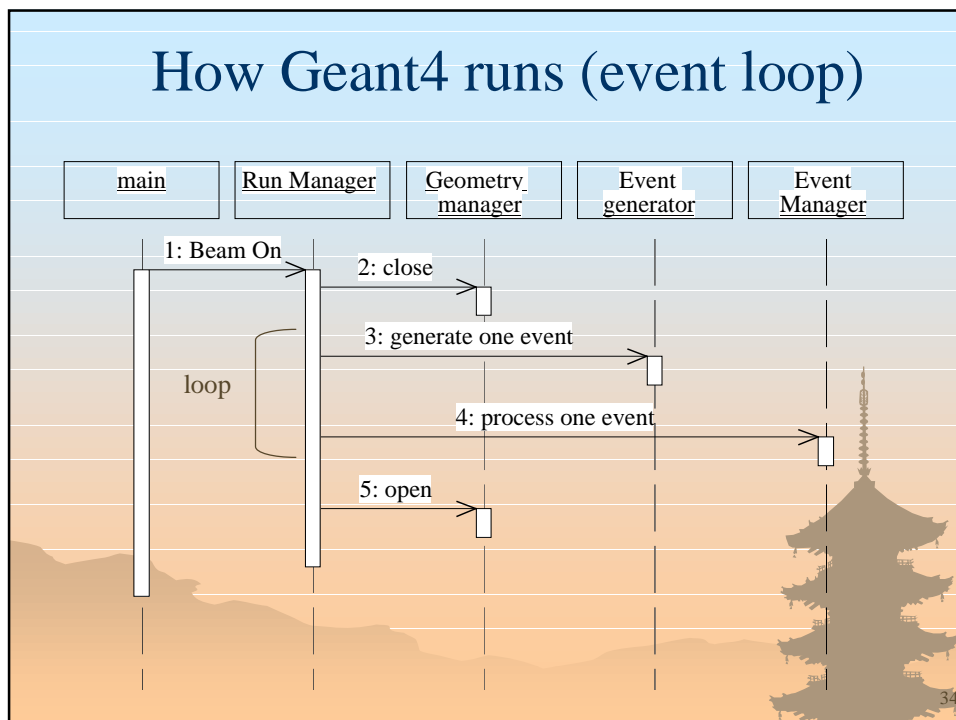 How Geant4 runs (event loop)
main
Run Manager
Geometry
manager
Event
generator
Event
Manager
1: Beam On
2: close
3: generate one event
loop
4: process one event
5: open
34